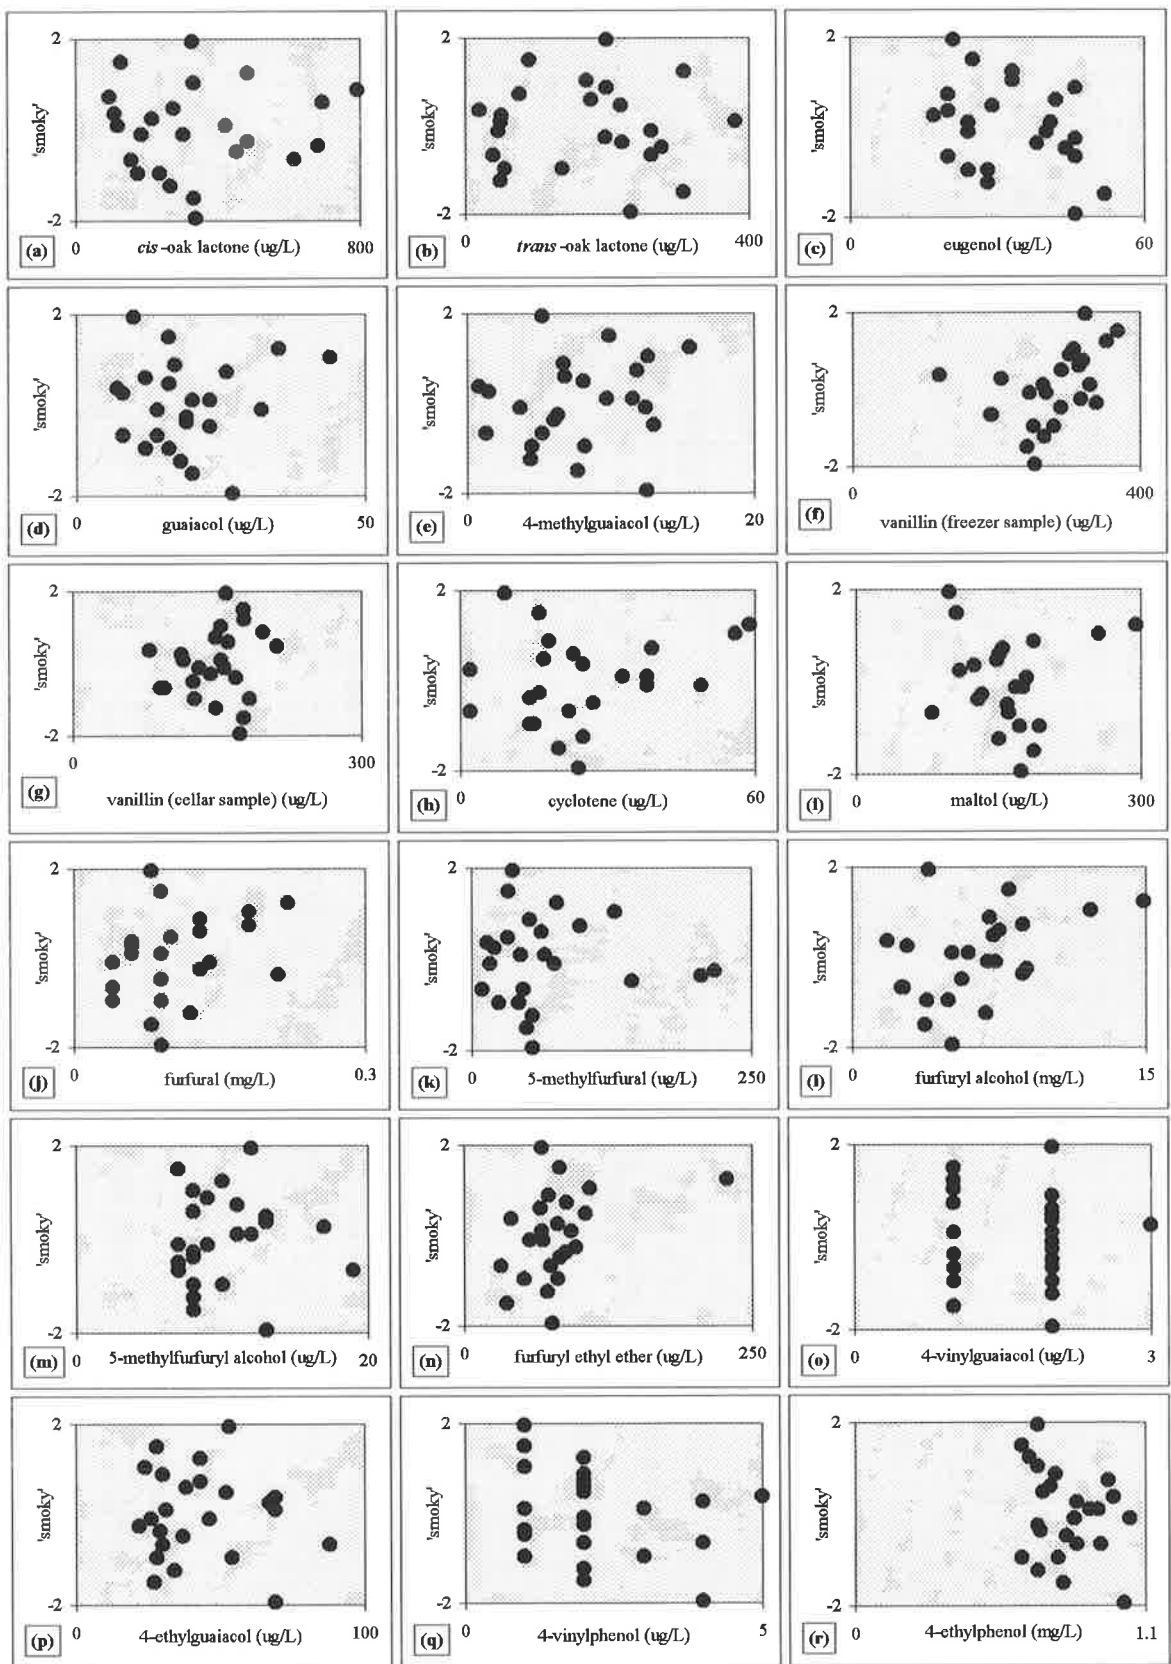 2
'smoky'
-2
(a)
0
cis-oak lactone (ug/L)
800
2
'smoky'
-2
(b)
0
trans-oak lactone (ug/L)
400
2
'smoky'
-2
(c)
0
eugenol (ug/L)
60
2
'smoky'
-2
(d)
0
guaiacol (ug/L)
50
2
'smoky'
-2
(e)
0
4-methylguaiacol (ug/L)
20
2
'smoky'
-2
(f)
0
vanillin (freezer sample) (ug/L)
400
2
'smoky'
-2
(g)
0
vanillin (cellar sample) (ug/L)
300
2
'smoky'
-2
(h)
0
cyclotene (ug/L)
60
2
'smoky'
-2
(i)
0
maltol (ug/L)
300
2
'smoky'
-2
(j)
0
furfural (mg/L)
0.3
2
'smoky'
-2
(k)
0
5-methylfurfural (ug/L)
250
2
'smoky'
-2
(l)
0
furfuryl alcohol (mg/L)
15
2
'smoky'
-2
(m)
0
5-methylfurfuryl alcohol (ug/L)
20
2
'smoky'
-2
(n)
0
furfuryl ethyl ether (ug/L)
250
2
'smoky'
-2
(o)
0
4-vinylguaiacol (ug/L)
3
2
'smoky'
-2
(p)
0
4-ethylguaiacol (ug/L)
100
2
'smoky'
-2
(q)
0
4-vinylphenol (ug/L)
5
2
'smoky'
-2
(r)
0
4-ethylphenol (mg/L)
1.1